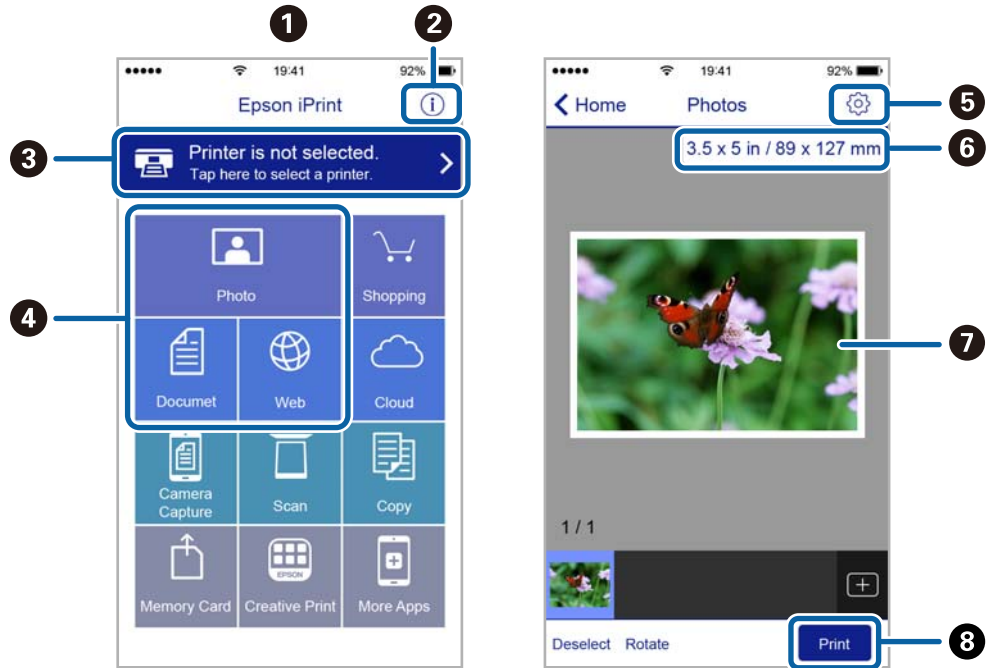 1
2
19:41
92%
Epson iPrint
3
Printer is not selected.
Tap here to select a printer.
4
Photo
Shopping
Documet
Web
Cloud
Camera
Capture
Scan
Copy
EPSON
Memory Card
Creative Print
More Apps
19:41
92%
Home
Photos
5
3.5 x 5 in / 89 x 127 mm
6
7
1 / 1
Deselect
Rotate
Print
8